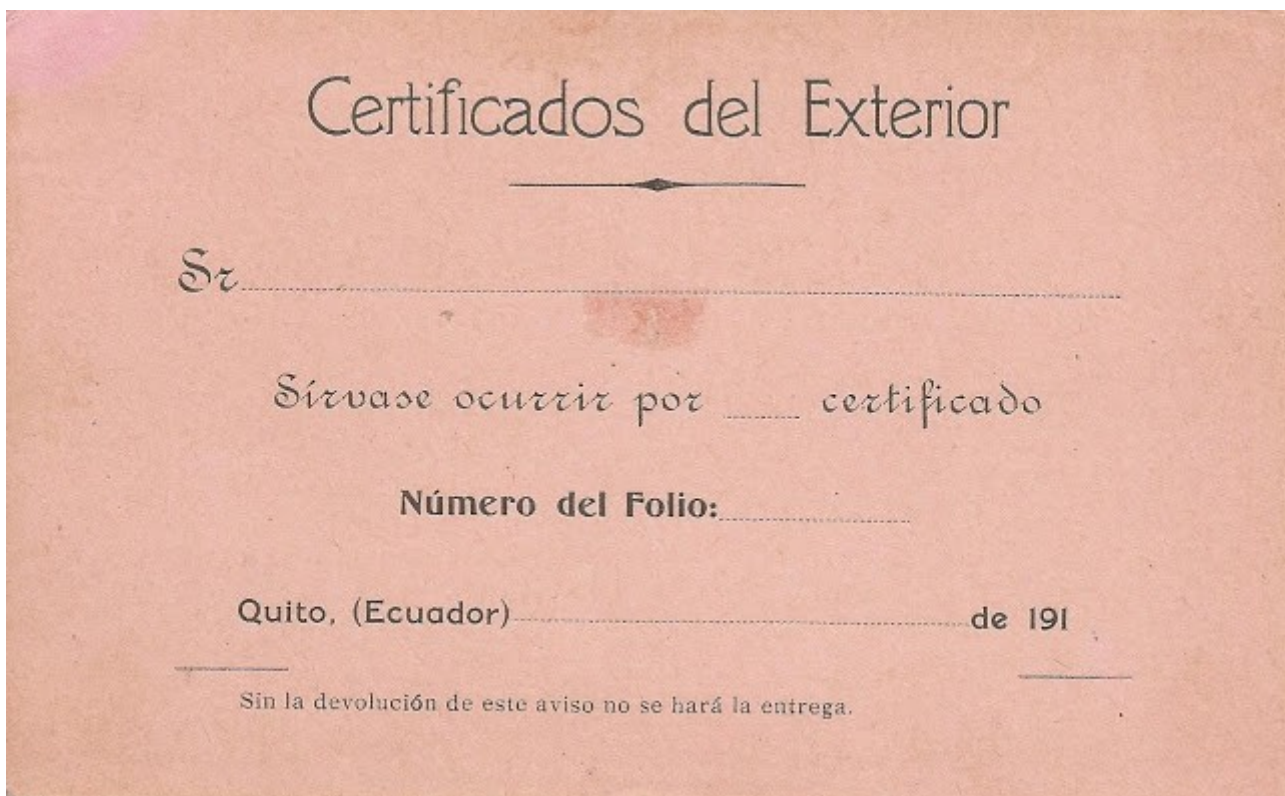 Certificados del Exterior
Sr
Sírvase ocurrir por certificado
Número del Folio:
Quito, (Ecuador) de 191
Sin la devolución de este aviso no se hará la entrega.